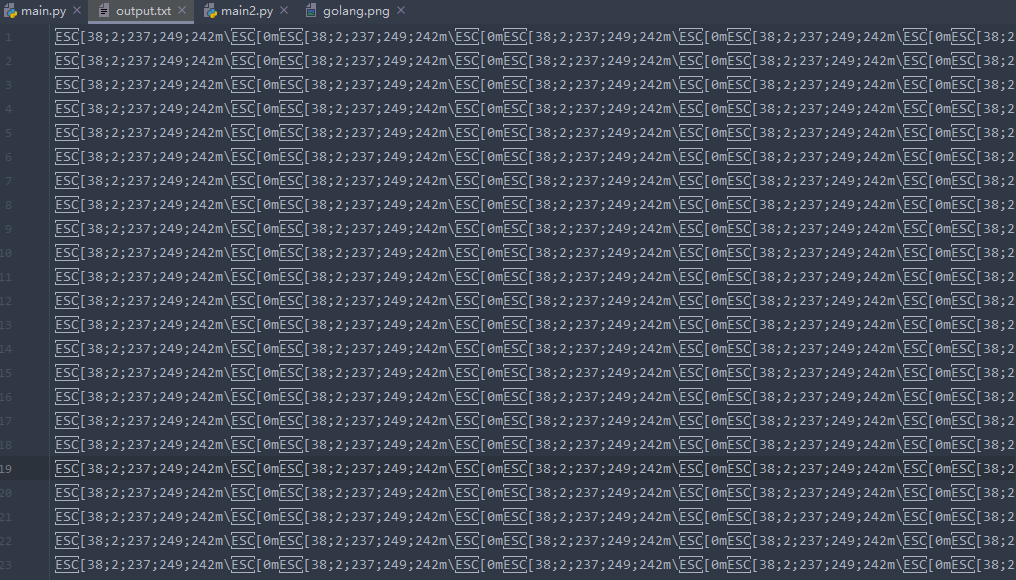 main.py output.txt main2.py golang.png
1 ESC[38;2;237;249;242m\ESC[0mESC[38;2;237;249;242m\ESC[0mESC[38;2;237;249;242m\ESC[0mESC[38;2;237;249;242m\ESC[0mESC[38;2
2 ESC[38;2;237;249;242m\ESC[0mESC[38;2;237;249;242m\ESC[0mESC[38;2;237;249;242m\ESC[0mESC[38;2;237;249;242m\ESC[0mESC[38;2
3 ESC[38;2;237;249;242m\ESC[0mESC[38;2;237;249;242m\ESC[0mESC[38;2;237;249;242m\ESC[0mESC[38;2;237;249;242m\ESC[0mESC[38;2
4 ESC[38;2;237;249;242m\ESC[0mESC[38;2;237;249;242m\ESC[0mESC[38;2;237;249;242m\ESC[0mESC[38;2;237;249;242m\ESC[0mESC[38;2
5 ESC[38;2;237;249;242m\ESC[0mESC[38;2;237;249;242m\ESC[0mESC[38;2;237;249;242m\ESC[0mESC[38;2;237;249;242m\ESC[0mESC[38;2
6 ESC[38;2;237;249;242m\ESC[0mESC[38;2;237;249;242m\ESC[0mESC[38;2;237;249;242m\ESC[0mESC[38;2;237;249;242m\ESC[0mESC[38;2
7 ESC[38;2;237;249;242m\ESC[0mESC[38;2;237;249;242m\ESC[0mESC[38;2;237;249;242m\ESC[0mESC[38;2;237;249;242m\ESC[0mESC[38;2
8 ESC[38;2;237;249;242m\ESC[0mESC[38;2;237;249;242m\ESC[0mESC[38;2;237;249;242m\ESC[0mESC[38;2;237;249;242m\ESC[0mESC[38;2
9 ESC[38;2;237;249;242m\ESC[0mESC[38;2;237;249;242m\ESC[0mESC[38;2;237;249;242m\ESC[0mESC[38;2;237;249;242m\ESC[0mESC[38;2
10 ESC[38;2;237;249;242m\ESC[0mESC[38;2;237;249;242m\ESC[0mESC[38;2;237;249;242m\ESC[0mESC[38;2;237;249;242m\ESC[0mESC[38;2
11 ESC[38;2;237;249;242m\ESC[0mESC[38;2;237;249;242m\ESC[0mESC[38;2;237;249;242m\ESC[0mESC[38;2;237;249;242m\ESC[0mESC[38;2
12 ESC[38;2;237;249;242m\ESC[0mESC[38;2;237;249;242m\ESC[0mESC[38;2;237;249;242m\ESC[0mESC[38;2;237;249;242m\ESC[0mESC[38;2
13 ESC[38;2;237;249;242m\ESC[0mESC[38;2;237;249;242m\ESC[0mESC[38;2;237;249;242m\ESC[0mESC[38;2;237;249;242m\ESC[0mESC[38;2
14 ESC[38;2;237;249;242m\ESC[0mESC[38;2;237;249;242m\ESC[0mESC[38;2;237;249;242m\ESC[0mESC[38;2;237;249;242m\ESC[0mESC[38;2
15 ESC[38;2;237;249;242m\ESC[0mESC[38;2;237;249;242m\ESC[0mESC[38;2;237;249;242m\ESC[0mESC[38;2;237;249;242m\ESC[0mESC[38;2
16 ESC[38;2;237;249;242m\ESC[0mESC[38;2;237;249;242m\ESC[0mESC[38;2;237;249;242m\ESC[0mESC[38;2;237;249;242m\ESC[0mESC[38;2
17 ESC[38;2;237;249;242m\ESC[0mESC[38;2;237;249;242m\ESC[0mESC[38;2;237;249;242m\ESC[0mESC[38;2;237;249;242m\ESC[0mESC[38;2
18 ESC[38;2;237;249;242m\ESC[0mESC[38;2;237;249;242m\ESC[0mESC[38;2;237;249;242m\ESC[0mESC[38;2;237;249;242m\ESC[0mESC[38;2
19 ESC[38;2;237;249;242m\ESC[0mESC[38;2;237;249;242m\ESC[0mESC[38;2;237;249;242m\ESC[0mESC[38;2;237;249;242m\ESC[0mESC[38;2
20 ESC[38;2;237;249;242m\ESC[0mESC[38;2;237;249;242m\ESC[0mESC[38;2;237;249;242m\ESC[0mESC[38;2;237;249;242m\ESC[0mESC[38;2
21 ESC[38;2;237;249;242m\ESC[0mESC[38;2;237;249;242m\ESC[0mESC[38;2;237;249;242m\ESC[0mESC[38;2;237;249;242m\ESC[0mESC[38;2
22 ESC[38;2;237;249;242m\ESC[0mESC[38;2;237;249;242m\ESC[0mESC[38;2;237;249;242m\ESC[0mESC[38;2;237;249;242m\ESC[0mESC[38;2
23 ESC[38;2;237;249;242m\ESC[0mESC[38;2;237;249;242m\ESC[0mESC[38;2;237;249;242m\ESC[0mESC[38;2;237;249;242m\ESC[0mESC[38;2